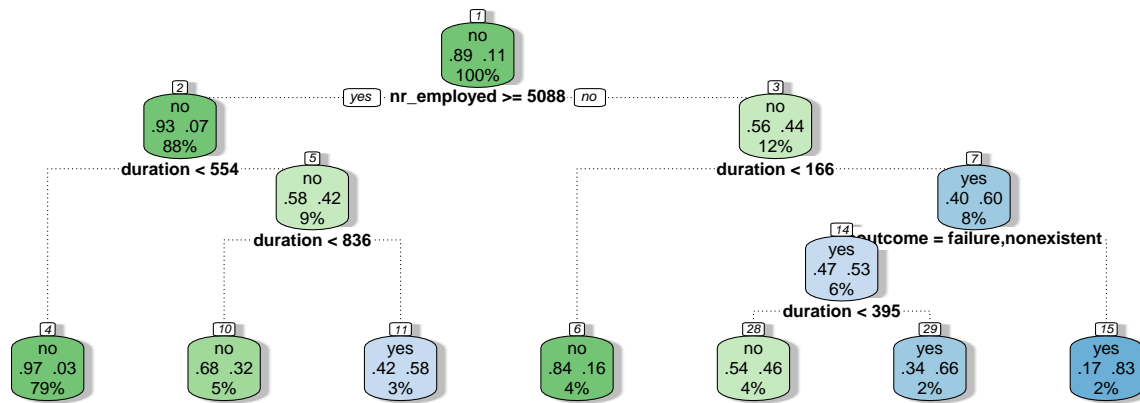 1
no
.89 .11
100%
yes nr_employed >= 5088 no
2
no
.93 .07
88%
duration < 554
3
no
.56 .44
12%
duration < 166
5
no
.58 .42
9%
duration < 836
7
yes
.40 .60
8%
outcome = failure,nonexistent
14
yes
.47 .53
6%
duration < 395
4
no
.97 .03
79%
10
no
.68 .32
5%
11
yes
.42 .58
3%
6
no
.84 .16
4%
28
no
.54 .46
4%
29
yes
.34 .66
2%
15
yes
.17 .83
2%